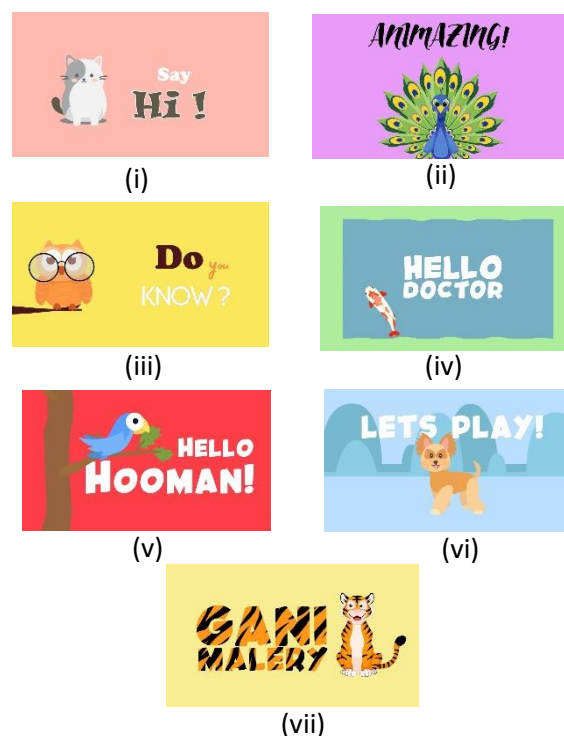 Say
Hi !
(i)
ANIMAZING!
(ii)
Do you
KNOW?
(iii)
HELLO
DOCTOR
(iv)
HELLO
HOOMAN!
(v)
LETS PLAY!
(vi)
GANI
MALERY
(vii)